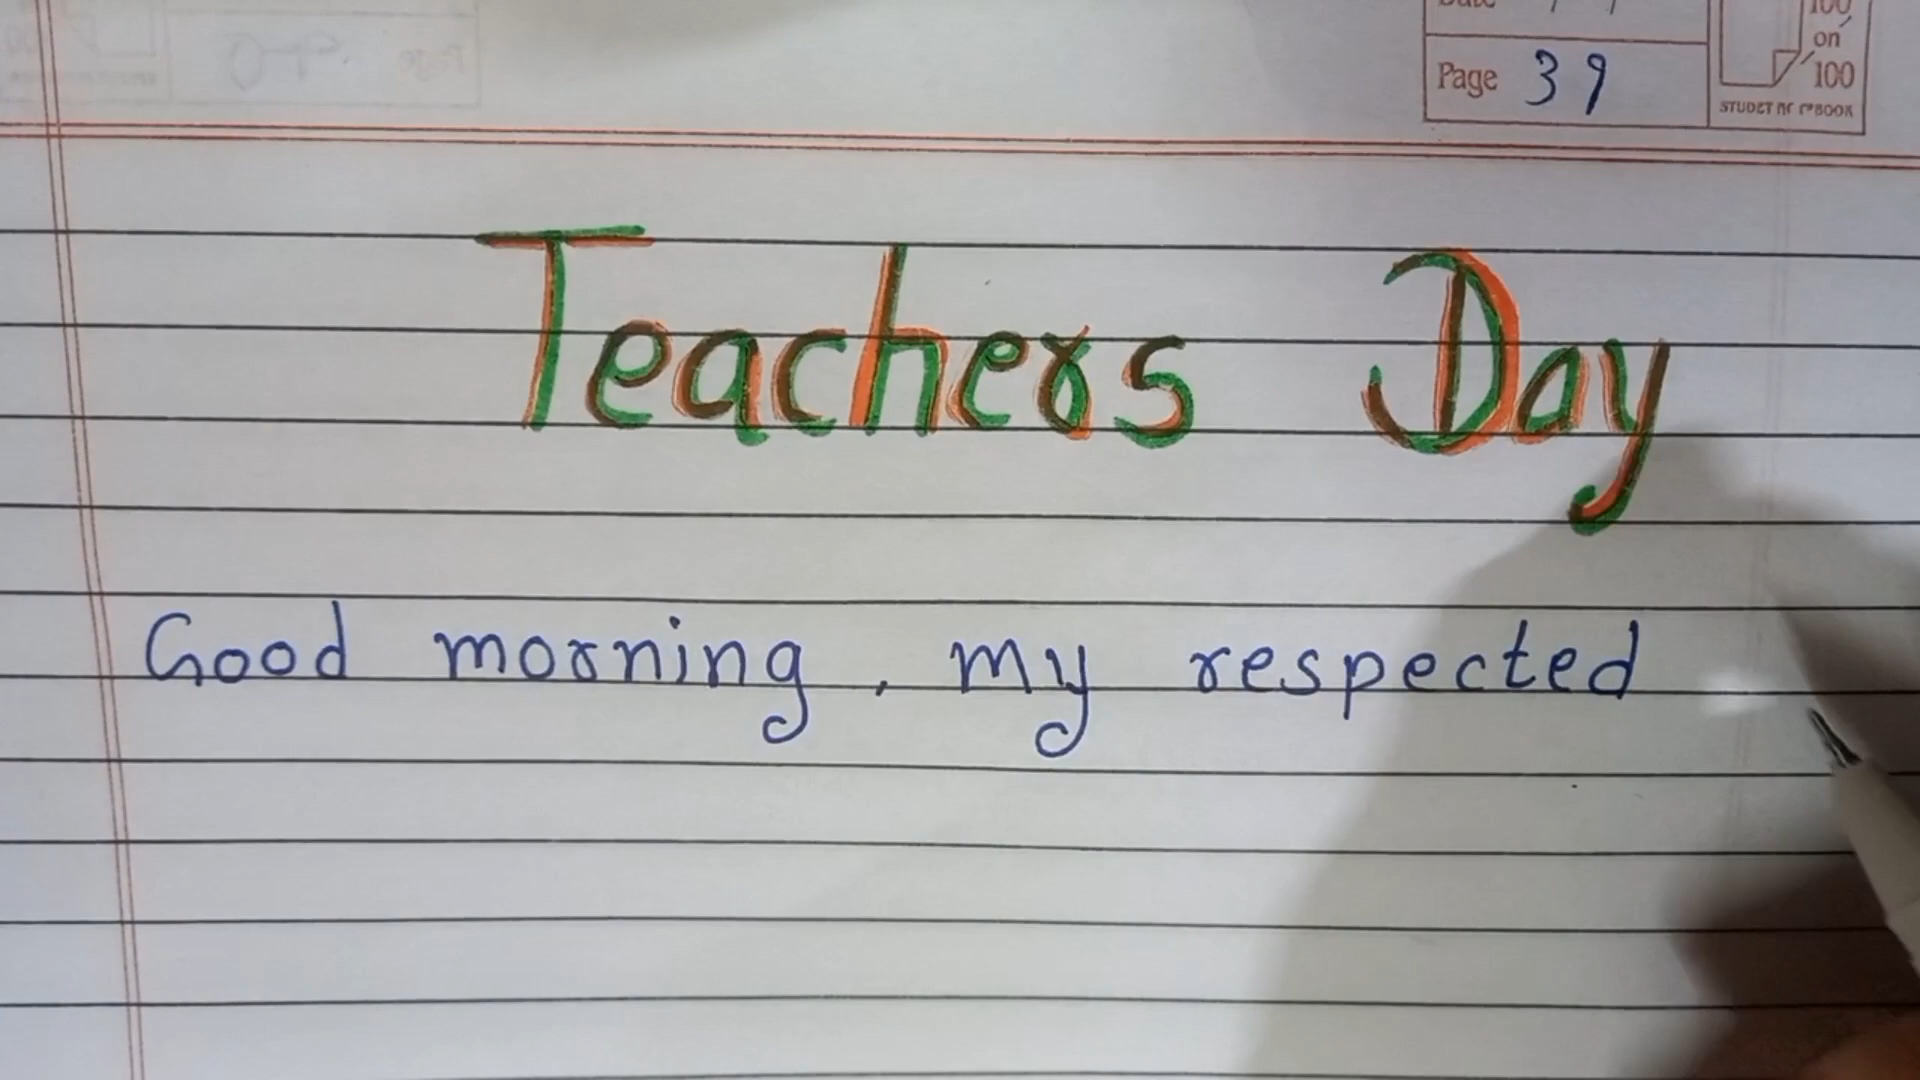 Page 39
100
on
100
Teachers Day
Good morning, my respected